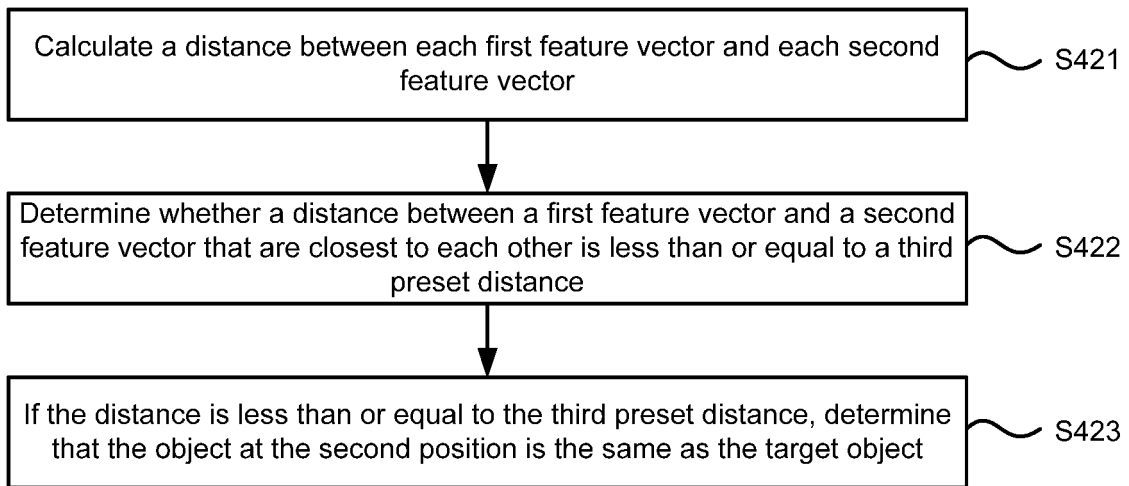 Calculate a distance between each first feature vector and each second
feature vector
S421
Determine whether a distance between a first feature vector and a second
feature vector that are closest to each other is less than or equal to a third
preset distance
S422
If the distance is less than or equal to the third preset distance, determine
that the object at the second position is the same as the target object
S423